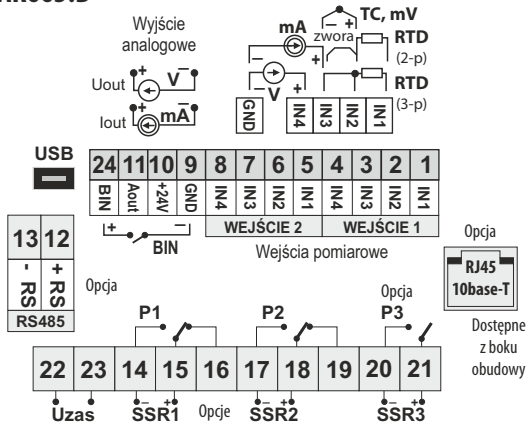 Wyjście
analogowe
Uout + V −
Iout + mA −
mA
− + TC, mV
zwora RTD
(2-p)
RTD
(3-p)
− +
− V +
GND IN4 IN3 IN2 IN1
USB
24 11 10 9 8 7 6 5 4 3 2 1
BIN Aout +24V GND IN4 IN3 IN2 IN1 IN4 IN3 IN2 IN1
WEJŚCIE 2 WEJŚCIE 1
+ − BIN
Wejścia pomiarowe
13 12
- RS + RS
RS485
Opcja
Opcja
RJ45
10base-T
Dostępne
z boku
obudowy
Opcja
P1 P2 P3
22 23 14 15 16 17 18 19 20 21
− + − + − +
Uzas SSR1 Opcje SSR2 SSR3